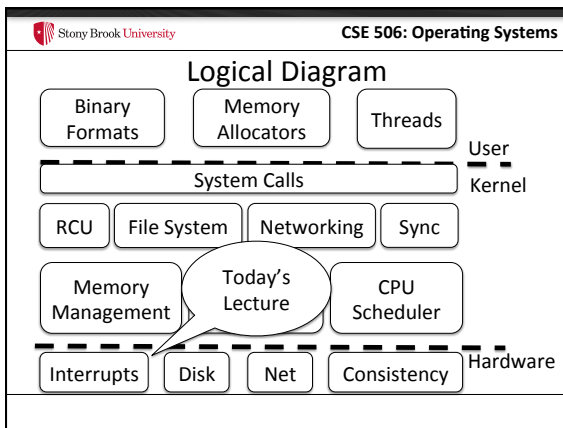 Stony Brook University
CSE 506: Operating Systems
Logical Diagram
Binary
Formats
Memory
Allocators
Threads
User
System Calls
Kernel
RCU
File System
Networking
Sync
Memory
Management
Today's
Lecture
CPU
Scheduler
Hardware
Interrupts
Disk
Net
Consistency